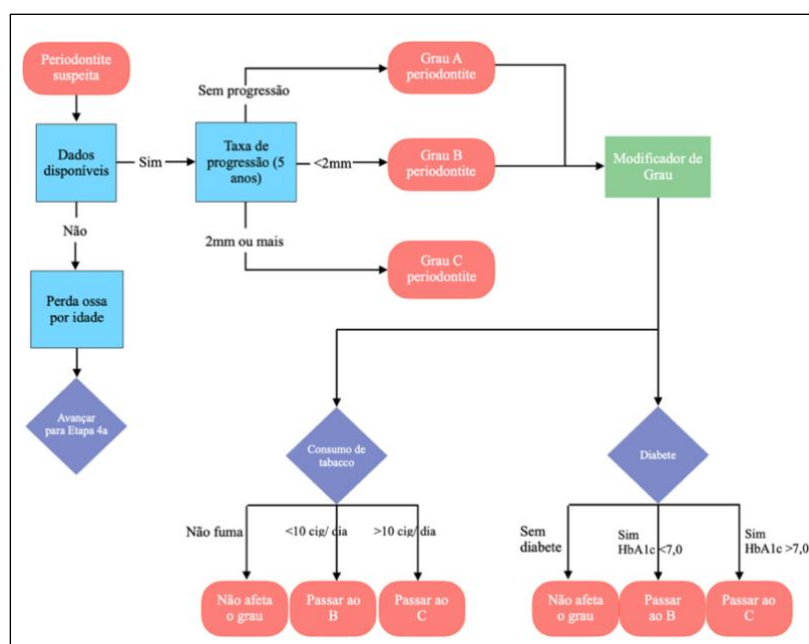 Periodontite
suspeita
Dados
disponíveis
Sim
Taxa de
progressão (5
anos)
Sem progressão
Grau A
periodontite
<2mm
Grau B
periodontite
Modificador de
Grau
Não
2mm ou mais
Grau C
periodontite
Perda ossa
por idade
Avançar
para Etapa 4a
Consumo de
tabacco
Diabete
Não fuma
<10 cig/ dia
>10 cig/ dia
Sem
diabete
Sim
HbA1c <7,0
Sim
HbA1c >7,0
Não afeta
o grau
Passar ao
B
Passar ao
C
Não afeta
o grau
Passar ao
B
Passar ao
C